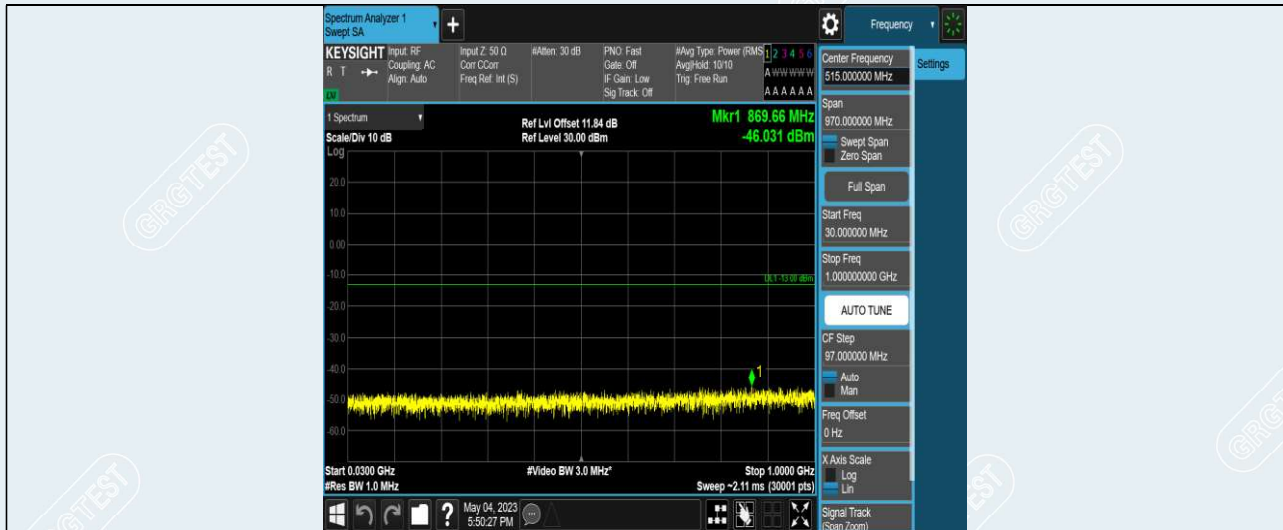 Spectrum Analyzer 1
Swept SA
+
Frequency
KEYSIGHT
R T
LXI
Input: RF
Coupling: AC
Align: Auto
Input Z: 50 Ω
Corr CCorr
Freq Ref: Int (S)
#Atten: 30 dB
PNO: Fast
Gate: Off
IF Gain: Low
Sig Track: Off
#Avg Type: Power (RMS
Avg|Hold: 10/10
Trig: Free Run
1 2 3 4 5 6
A W W W W W
A A A A A A
1 Spectrum
Scale/Div 10 dB
Log
Ref Lvl Offset 11.84 dB
Ref Level 30.00 dBm
Mkr1 869.66 MHz
-46.031 dBm
20.0
10.0
0.00
-10.0
DL1 -13.00 dBm
-20.0
-30.0
-40.0
1
-50.0
-60.0
Start 0.0300 GHz
#Res BW 1.0 MHz
#Video BW 3.0 MHz*
Stop 1.0000 GHz
Sweep ~2.11 ms (30001 pts)
?
May 04, 2023
5:50:27 PM
Center Frequency
515.000000 MHz
Settings
Span
970.000000 MHz
Swept Span
Zero Span
Full Span
Start Freq
30.000000 MHz
Stop Freq
1.000000000 GHz
AUTO TUNE
CF Step
97.000000 MHz
Auto
Man
Freq Offset
0 Hz
X Axis Scale
Log
Lin
Signal Track
(Span Zoom)
GRGTEST
GRGTEST
GRGTEST
GRGTEST